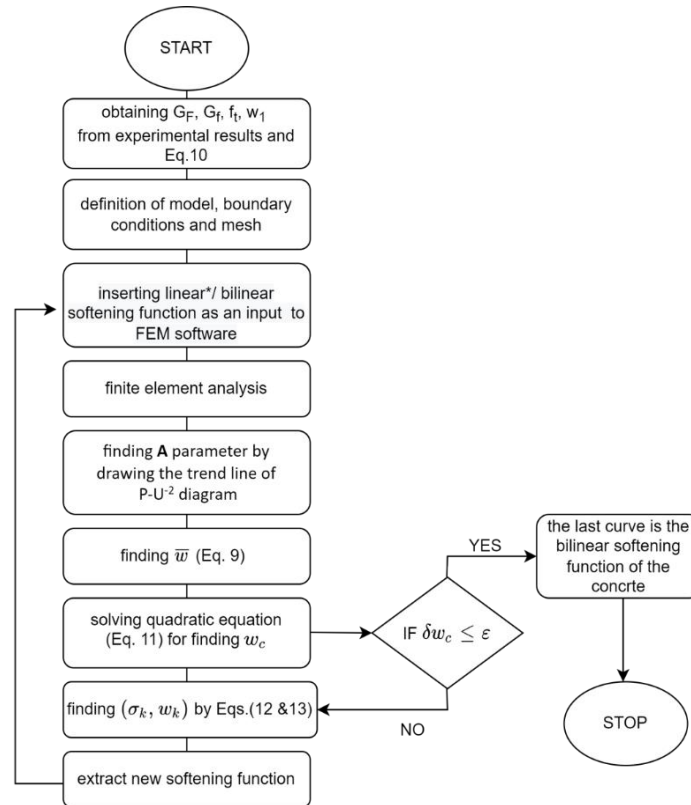 START
obtaining G_F, G_f, f_t, w_1
from experimental results and
Eq.10
definition of model, boundary
conditions and mesh
inserting linear*/ bilinear
softening function as an input to
FEM software
finite element analysis
finding A parameter by
drawing the trend line of
P-U⁻² diagram
finding w̅ (Eq. 9)
solving quadratic equation
(Eq. 11) for finding w_c
IF δw_c ≤ ε
YES
the last curve is the
bilinear softening
function of the
concrte
STOP
NO
finding (σ_k, w_k) by Eqs.(12 &13)
extract new softening function